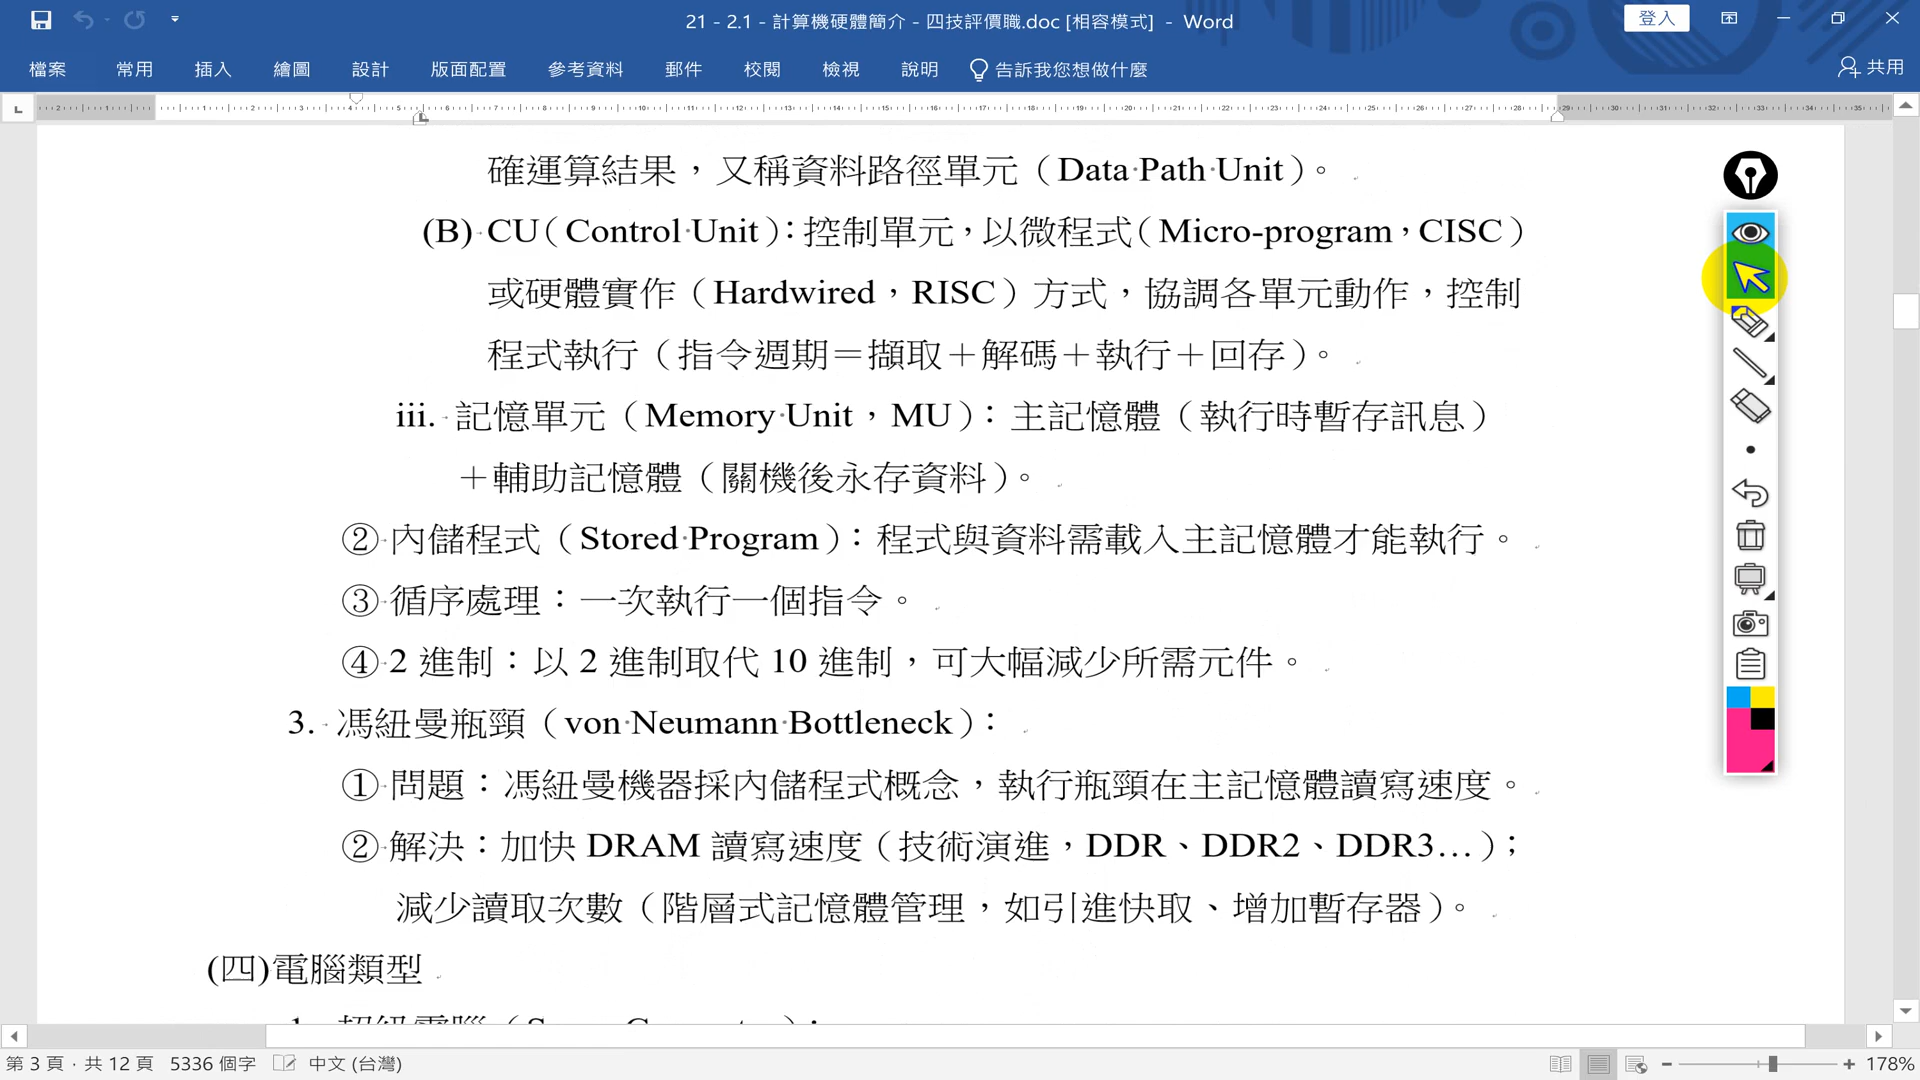 21 - 2.1 - 計算機硬體簡介 - 四技評價職.doc [相容模式] - Word
登入
檔案 常用 插入 繪圖 設計 版面配置 參考資料 郵件 校閱 檢視 說明 告訴我您想做什麼 共用
確運算結果，又稱資料路徑單元（Data Path Unit）。
(B) CU（Control Unit）：控制單元，以微程式（Micro-program，CISC）
或硬體實作（Hardwired，RISC）方式，協調各單元動作，控制
程式執行（指令週期＝擷取＋解碼＋執行＋回存）。
iii. 記憶單元（Memory Unit，MU）：主記憶體（執行時暫存訊息）
＋輔助記憶體（關機後永存資料）。
② 內儲程式（Stored Program）：程式與資料需載入主記憶體才能執行。
③ 循序處理：一次執行一個指令。
④ 2 進制：以 2 進制取代 10 進制，可大幅減少所需元件。
3. 馮紐曼瓶頸（von Neumann Bottleneck）：
① 問題：馮紐曼機器採內儲程式概念，執行瓶頸在主記憶體讀寫速度。
② 解決：加快 DRAM 讀寫速度（技術演進，DDR、DDR2、DDR3…）；
減少讀取次數（階層式記憶體管理，如引進快取、增加暫存器）。
(四)電腦類型
第 3 頁，共 12 頁 5336 個字 中文 (台灣) 178%